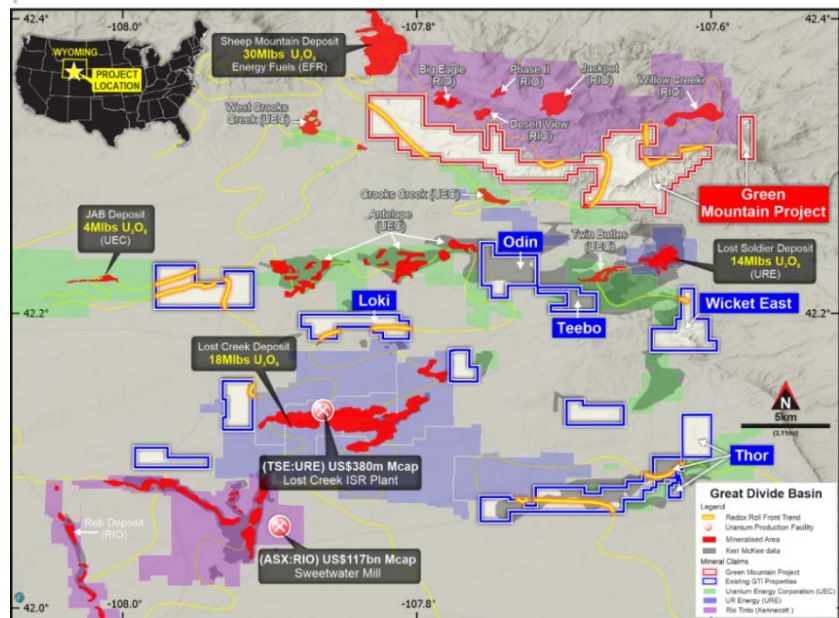 42.4°
-108.0°
-107.8°
-107.6°
42.4°
WYOMING
PROJECT
LOCATION
Sheep Mountain Deposit
30Mlbs U₃O₈
Energy Fuels (EFR)
Big Eagle
(RIO)
Phase II
(RIO)
Jackpot
(RIO)
Willow Creek
(RIO)
Desert View
(RIO)
West Crooks
Creek (UEC)
Crooks Creek (UEC)
Green
Mountain Project
JAB Deposit
4Mlbs U₃O₈
(UEC)
Antelope
(UEC)
Odin
Twin Buttes
(UEC)
Lost Soldier Deposit
14Mlbs U₃O₈
(URE)
Loki
Teebo
Wicket East
42.2°
42.2°
Lost Creek Deposit
18Mlbs U₃O₈
N
5km
(3.11mi)
(TSE:URE) US$380m Mcap
Lost Creek ISR Plant
Thor
Reb Deposit
(RIO)
(ASX:RIO) US$117bn Mcap
Sweetwater Mill
Great Divide Basin
Legend
Redox Roll Front Trend
Uranium Production Facility
Mineralised Area
Kerr McKee data
Mineral Claims
Green Mountain Project
Existing GTI Properties
Uranium Energy Corporation (UEC)
UR Energy (URE)
Rio Tinto (Kennecott )
42.0°
-108.0°
-107.8°